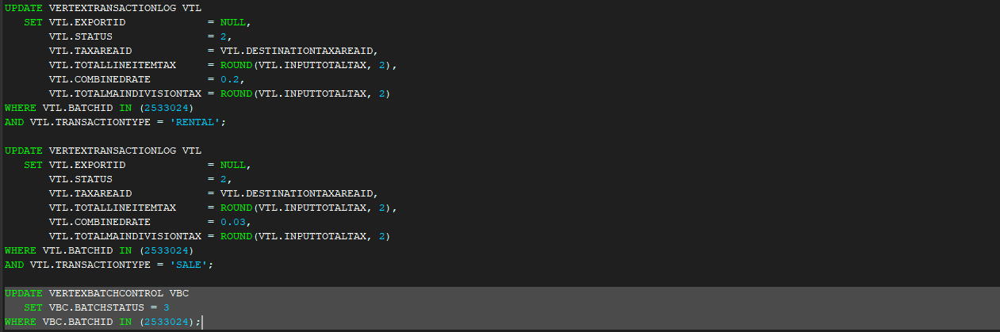 UPDATE VERTEXTRANSACTIONLOG VTL
   SET VTL.EXPORTID             = NULL,
       VTL.STATUS               = 2,
       VTL.TAXAREAID            = VTL.DESTINATIONTAXAREAID,
       VTL.TOTALLINEITEMTAX     = ROUND(VTL.INPUTTOTALTAX, 2),
       VTL.COMBINEDRATE         = 0.2,
       VTL.TOTALMAINDIVISIONTAX = ROUND(VTL.INPUTTOTALTAX, 2)
WHERE VTL.BATCHID IN (2533024)
AND VTL.TRANSACTIONTYPE = 'RENTAL';

UPDATE VERTEXTRANSACTIONLOG VTL
   SET VTL.EXPORTID             = NULL,
       VTL.STATUS               = 2,
       VTL.TAXAREAID            = VTL.DESTINATIONTAXAREAID,
       VTL.TOTALLINEITEMTAX     = ROUND(VTL.INPUTTOTALTAX, 2),
       VTL.COMBINEDRATE         = 0.03,
       VTL.TOTALMAINDIVISIONTAX = ROUND(VTL.INPUTTOTALTAX, 2)
WHERE VTL.BATCHID IN (2533024)
AND VTL.TRANSACTIONTYPE = 'SALE';

UPDATE VERTEXBATCHCONTROL VBC
   SET VBC.BATCHSTATUS = 3
WHERE VBC.BATCHID IN (2533024);